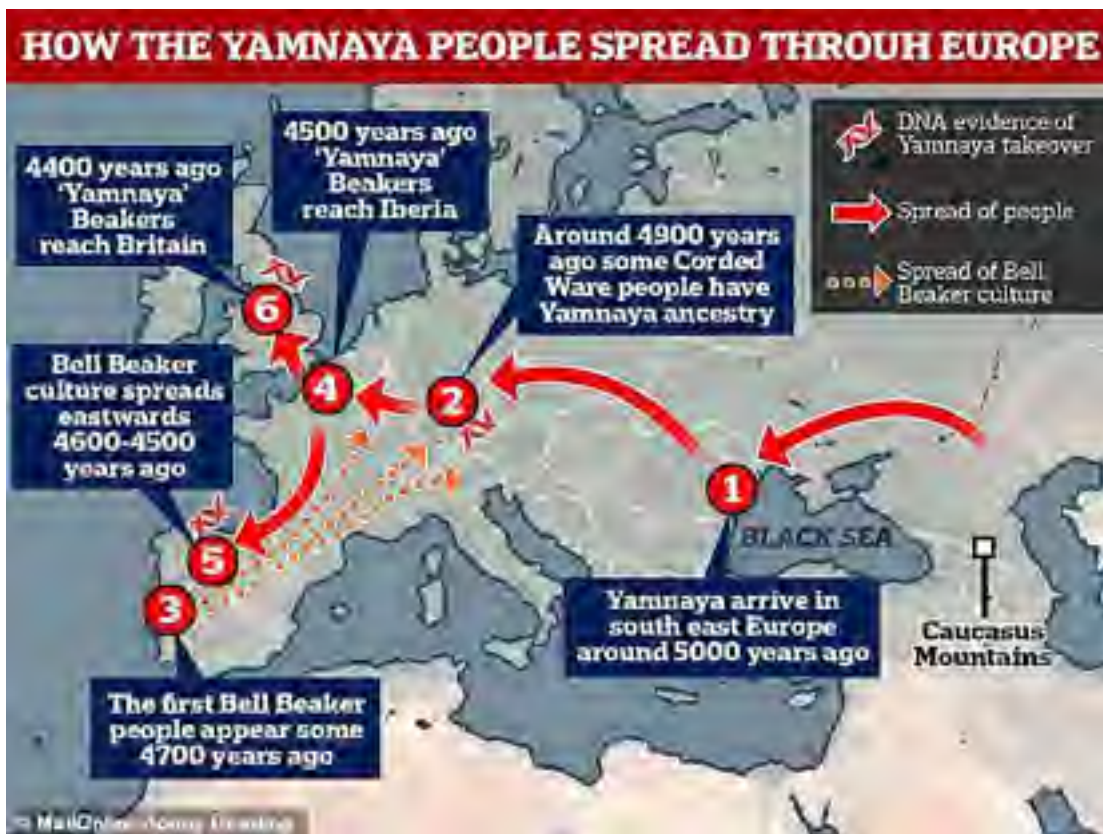 HOW THE YAMNAYA PEOPLE SPREAD THROUH EUROPE
DNA evidence of
Yamnaya takeover
Spread of people
Spread of Bell
Beaker culture
4500 years ago
'Yamnaya'
Beakers
reach Iberia
4400 years ago
'Yamnaya'
Beakers
reach Britain
Around 4900 years
ago some Corded
Ware people have
Yamnaya ancestry
6
Bell Beaker
culture spreads
eastwards
4600-4500
years ago
4
2
1
BLACK SEA
5
3
Yamnaya arrive in
south east Europe
around 5000 years ago
Caucasus
Mountains
The first Bell Beaker
people appear some
4700 years ago
© MailOnline